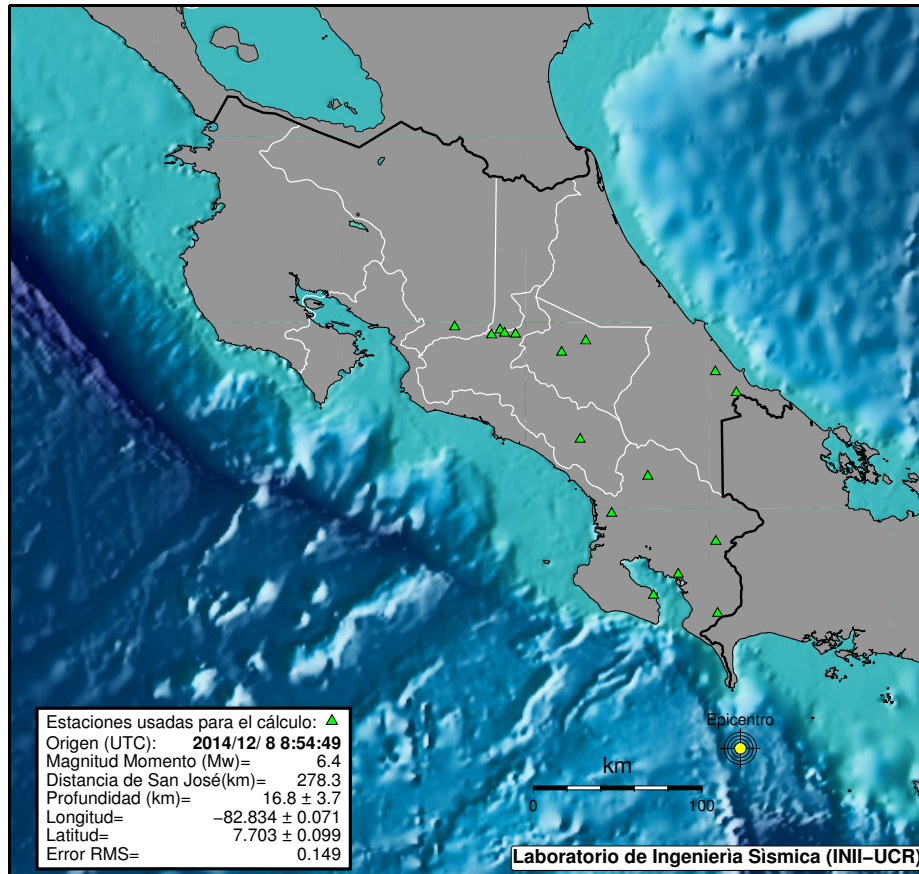 Epicentro
Estaciones usadas para el cálculo:
Origen (UTC): 2014/12/ 8 8:54:49
Magnitud Momento (Mw)= 6.4
Distancia de San José(km)= 278.3
Profundidad (km)= 16.8 ± 3.7
Longitud= −82.834 ± 0.071
Latitud= 7.703 ± 0.099
Error RMS= 0.149
km
0 100
Laboratorio de Ingenierìa Sìsmica (INII−UCR)